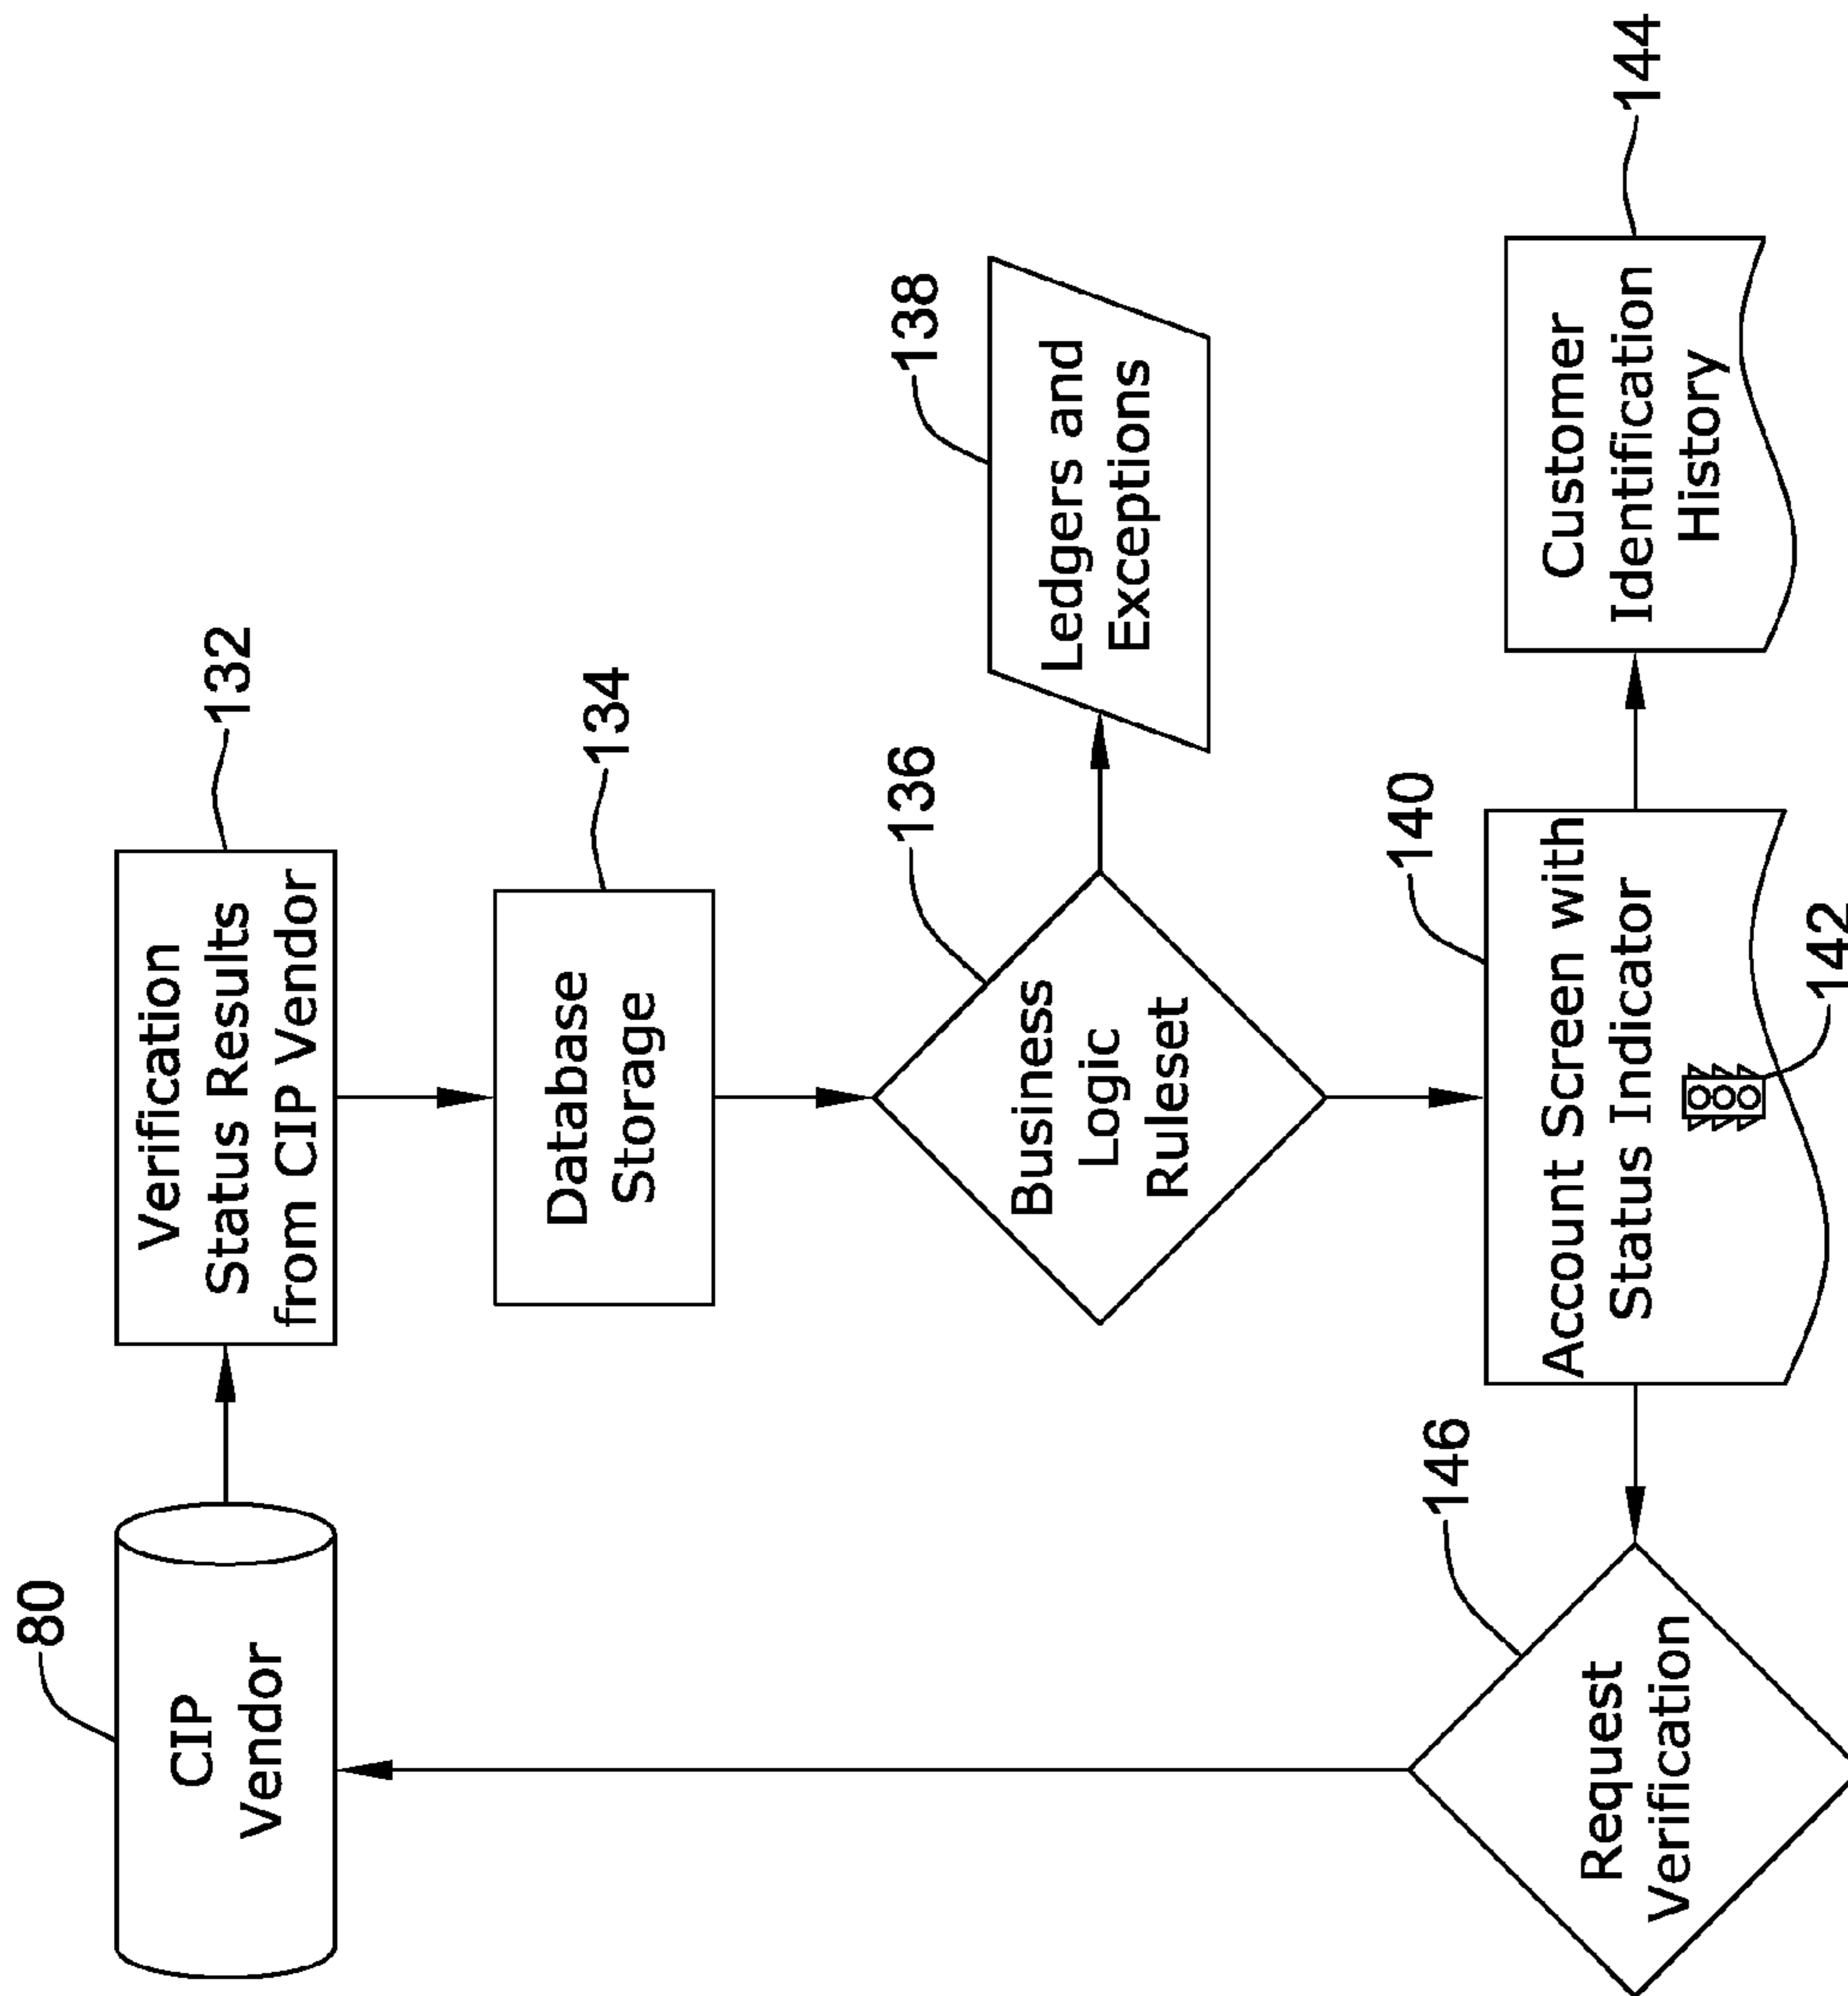 80
CIP
Vendor
132
Verification
Status Results
from CIP Vendor
134
Database
Storage
136
Business
Logic
Ruleset
138
Ledgers and
Exceptions
140
Account Screen with
Status Indicator
142
144
Customer
Identification
History
146
Request
Verification